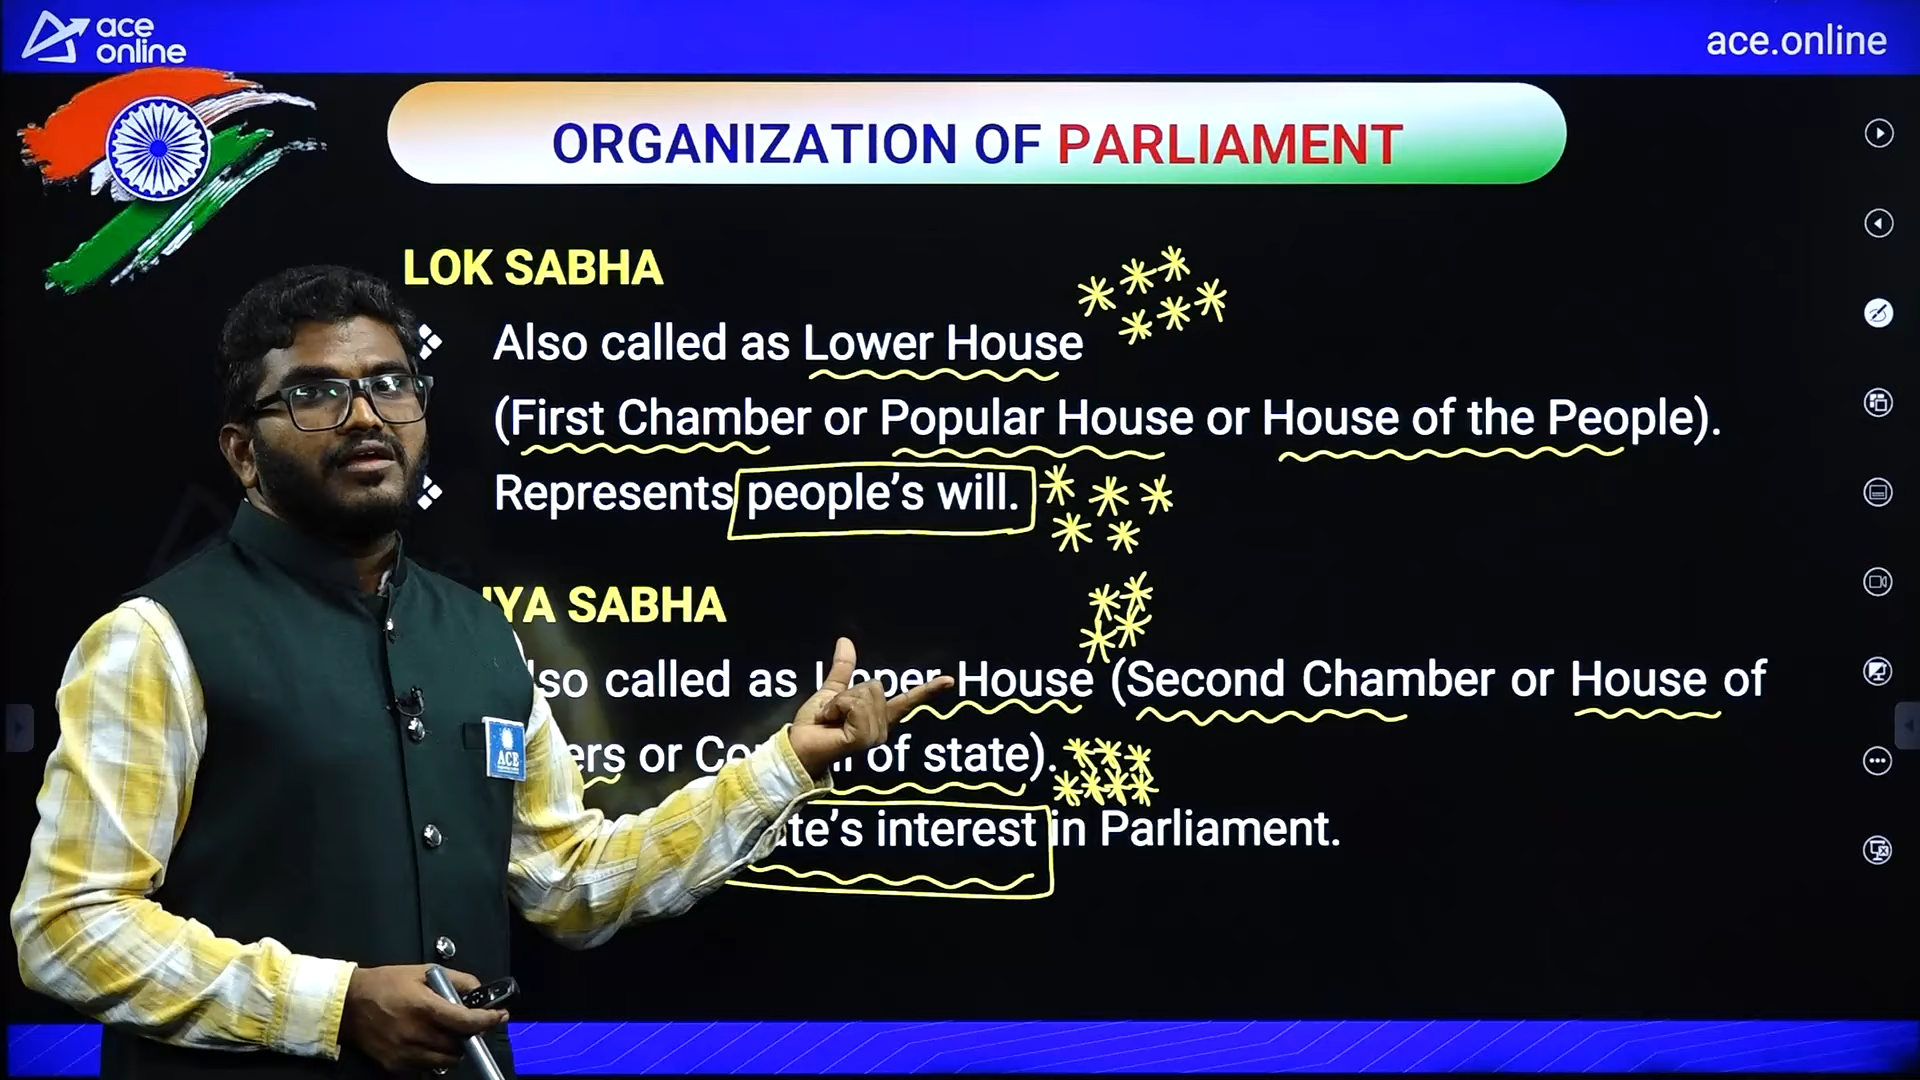 ace
online
ace.online
ORGANIZATION OF PARLIAMENT
LOK SABHA
Also called as Lower House
(First Chamber or Popular House or House of the People).
Represents people's will.
YA SABHA
so called as House (Second Chamber or House of
ers or of state).
te's interest in Parliament.
ACE